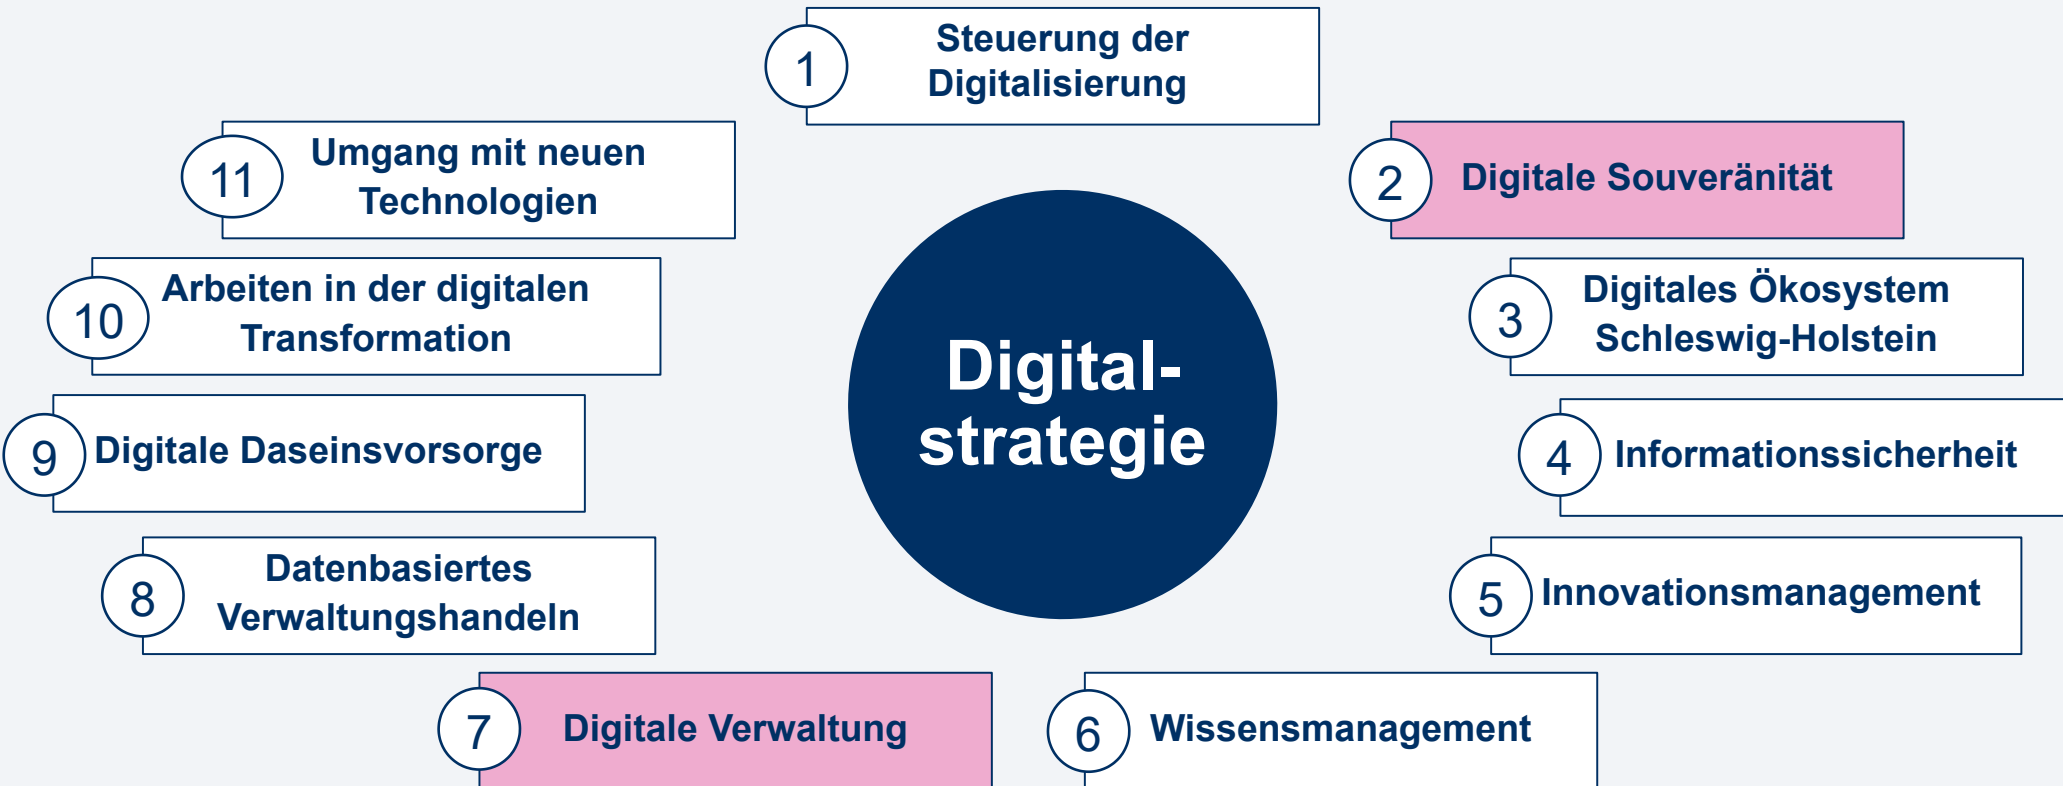 1
Steuerung der
Digitalisierung
2
Digitale Souveränität
3
Digitales Ökosystem
Schleswig-Holstein
4
Informationssicherheit
5
Innovationsmanagement
6
Wissensmanagement
7
Digitale Verwaltung
8
Datenbasiertes
Verwaltungshandeln
9
Digitale Daseinsvorsorge
10
Arbeiten in der digitalen
Transformation
11
Umgang mit neuen
Technologien
Digital-
strategie